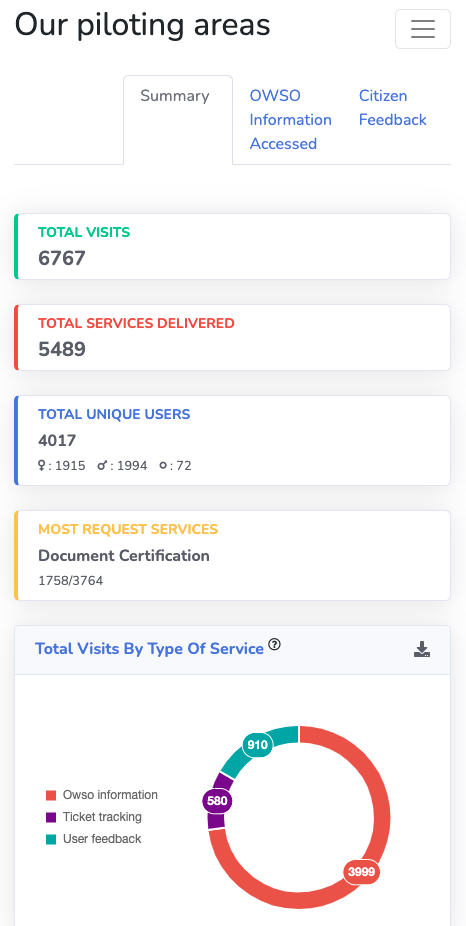 Our piloting areas
Summary
OWSO
Information
Accessed
Citizen
Feedback
TOTAL VISITS
6767
TOTAL SERVICES DELIVERED
5489
TOTAL UNIQUE USERS
4017
♀ : 1915 ♂ : 1994 ⚪ : 72
MOST REQUEST SERVICES
Document Certification
1758/3764
Total Visits By Type Of Service ?
910
580
3999
Owso information
Ticket tracking
User feedback